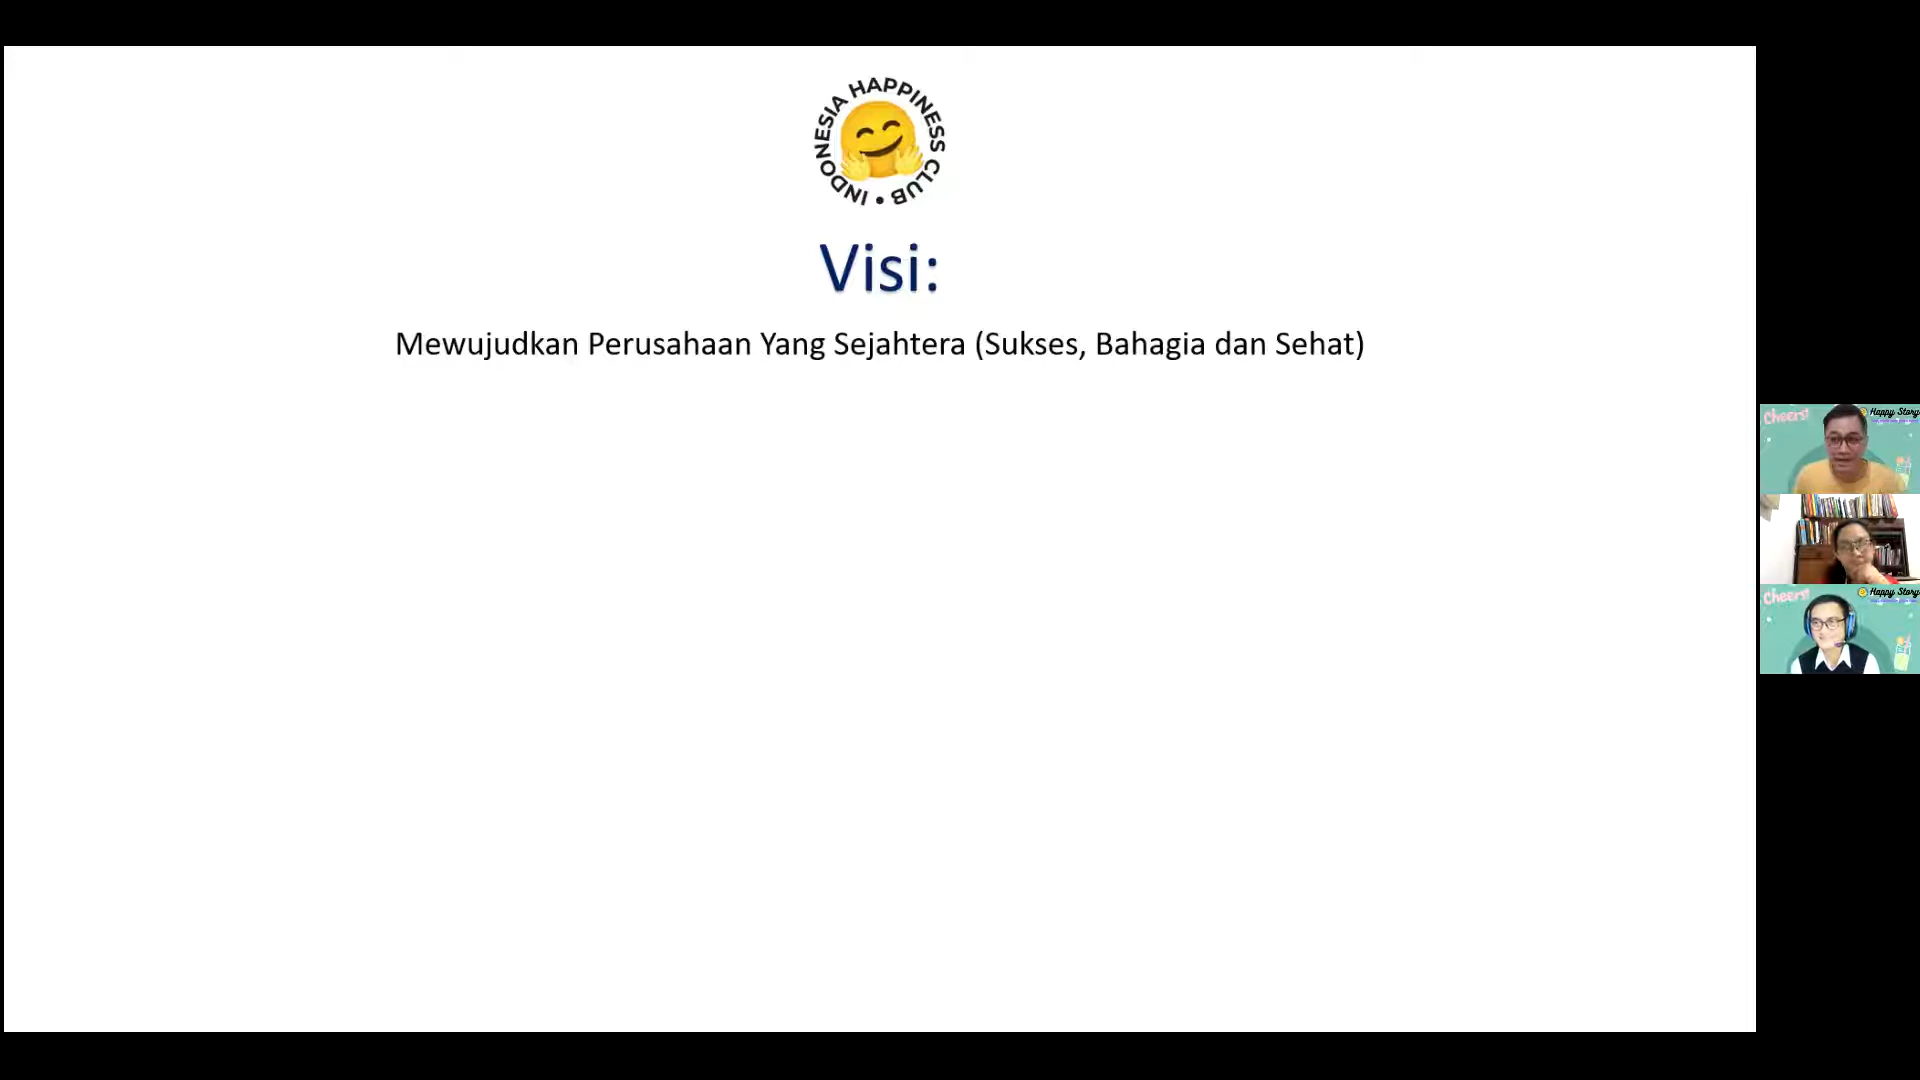 INDONESIA HAPPINESS CLUB •
Visi:
Mewujudkan Perusahaan Yang Sejahtera (Sukses, Bahagia dan Sehat)
Cheers!
Happy Story
Cheers!
Happy Story